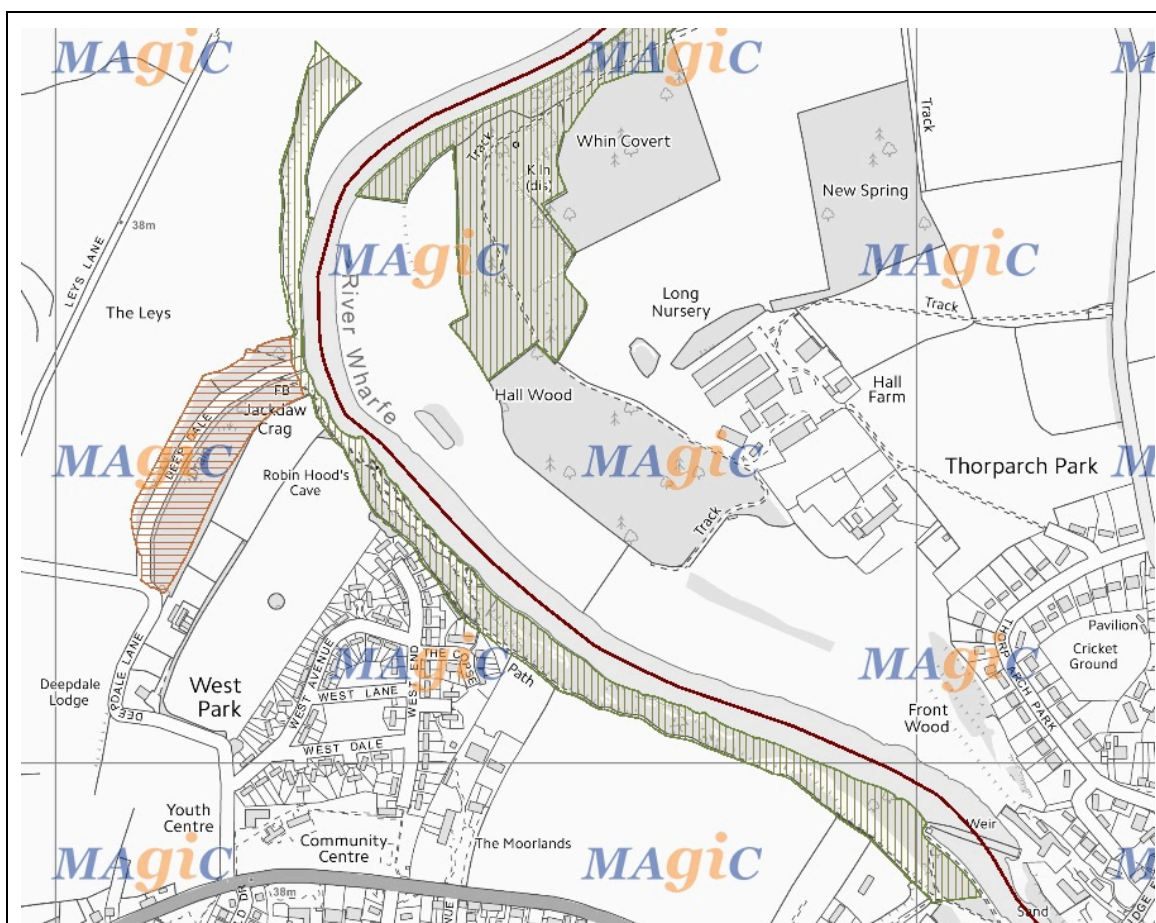 MAgiC
MAgiC
MAgiC
Track
Track
Whin Covert
Kiln
(dis)
New Spring
38m
LEYS LANE
MAgiC
MAgiC
The Leys
River Wharfe
Long
Nursery
Track
FB
Jackdaw
Crag
DEEP DALE
Hall Wood
Hall
Farm
MAgiC
MAgiC
Robin Hood's
Cave
Thorparch Park
Track
THORP ARCH PARK
Pavilion
Cricket
Ground
MAgiC
MAgiC
THE COPSE
WEST END
WEST AVENUE
WEST LANE
Path
Deepdale
Lodge
DEEPDALE LANE
West
Park
WEST DALE
Front
Wood
Youth
Centre
Community
Centre
The Moorlands
Weir
MAgiC
MAgiC
38m
Sand